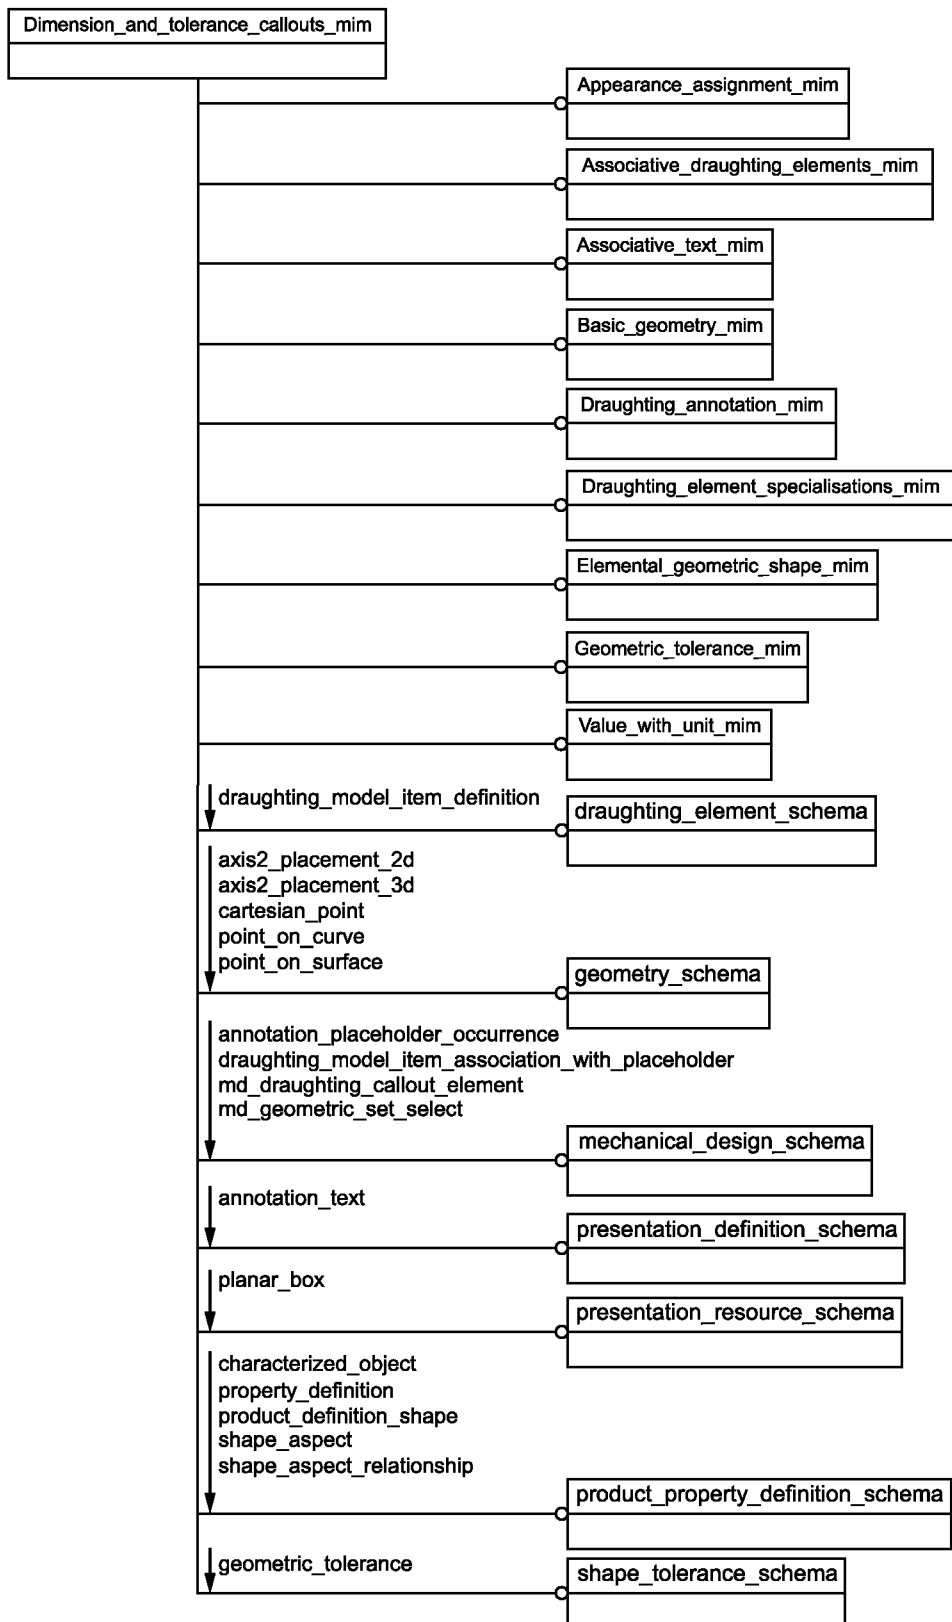 Dimension_and_tolerance_callouts_mim
Appearance_assignment_mim
Associative_draughting_elements_mim
Associative_text_mim
Basic_geometry_mim
Draughting_annotation_mim
Draughting_element_specialisations_mim
Elemental_geometric_shape_mim
Geometric_tolerance_mim
Value_with_unit_mim
draughting_model_item_definition
draughting_element_schema
axis2_placement_2d
axis2_placement_3d
cartesian_point
point_on_curve
point_on_surface
geometry_schema
annotation_placeholder_occurrence
draughting_model_item_association_with_placeholder
md_draughting_callout_element
md_geometric_set_select
mechanical_design_schema
annotation_text
presentation_definition_schema
planar_box
presentation_resource_schema
characterized_object
property_definition
product_definition_shape
shape_aspect
shape_aspect_relationship
product_property_definition_schema
geometric_tolerance
shape_tolerance_schema